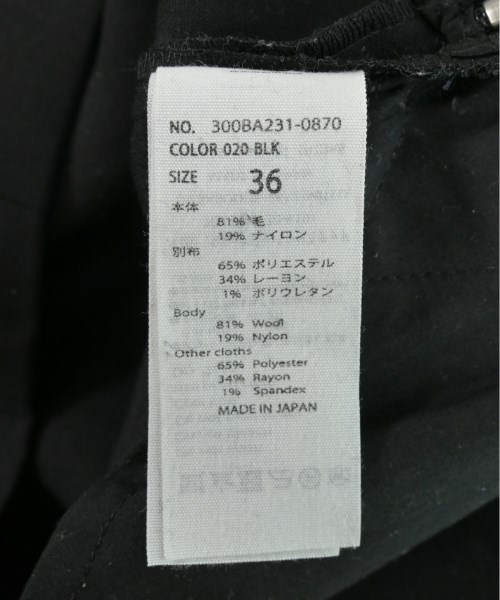 NO. 300BA231-0870
COLOR 020 BLK
SIZE 36
本体
81% 毛
19% ナイロン
別布
65% ポリエステル
34% レーヨン
1% ポリウレタン
Body
81% Wool
19% Nylon
Other cloths
65% Polyester
34% Rayon
1% Spandex
MADE IN JAPAN